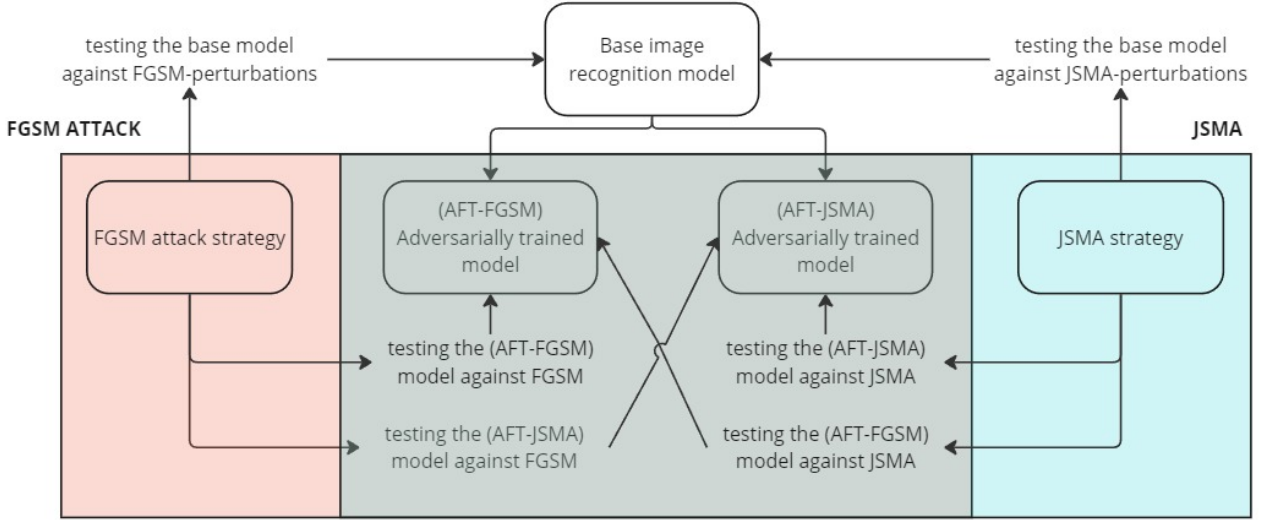 testing the base model
against FGSM-perturbations
Base image
recognition model
testing the base model
against JSMA-perturbations
FGSM ATTACK
JSMA
FGSM attack strategy
(AFT-FGSM)
Adversarially trained
model
(AFT-JSMA)
Adversarially trained
model
JSMA strategy
testing the (AFT-FGSM)
model against FGSM
testing the (AFT-JSMA)
model against JSMA
testing the (AFT-JSMA)
model against FGSM
testing the (AFT-FGSM)
model against JSMA